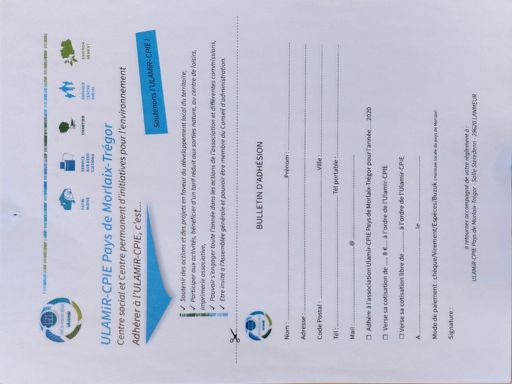 PATRI-
MOINE
SERVICE
AUX ASSO-
CIATIONS
CHANTIER
ESPACE
CENTRE
SOCIAL
ENVIRON
NEMENT
ULAMiR-CPIE Pays de Morlaix-Trégor
Centre social et Centre permanent d'initiatives pour l'environnement
Adhérer à l'ULAMiR-CPIE, c'est...
Soutenons l'ULAMiR- CPIE !
✓ Soutenir des actions et des projets en faveur du développement local du territoire,
✓ Participer aux activités, bénéficier d'un tarif réduit aux sorties nature, au centre de loisirs,
imprimerie associative,
✓ Pouvoir s'engager toute l'année dans les actions de l'association et différentes commissions,
✓ Etre invité à l'Assemblée générale et pouvoir être membre du Conseil d'administration.
BULLETIN D'ADHÉSION
Nom : ............ Prénom : ............
Adresse : ............
Code Postal : ............ Ville : ............
Tél : ............ Tél portable : ............
Mail : ............@............
☐ Adhère à l'association Ulamir-CPIE Pays de Morlaix-Trégor pour l'année.....2020
☐ Verse sa cotisation de ..... 8 €.... à l'ordre de l'Ulamir-CPIE
☐ Verse sa cotisation libre de ............ à l'ordre de l'Ulamir-CPIE
A............ le ............
Mode de paiement : chèque/Virement/Espèces/Buzuk (monnaie locale du pays de Morlaix)
Signature :
à retourner accompagné de votre règlement à :
ULAMiR-CPIE Pays de Morlaix-Trégor - Salle Steredenn - 29620 LANMEUR